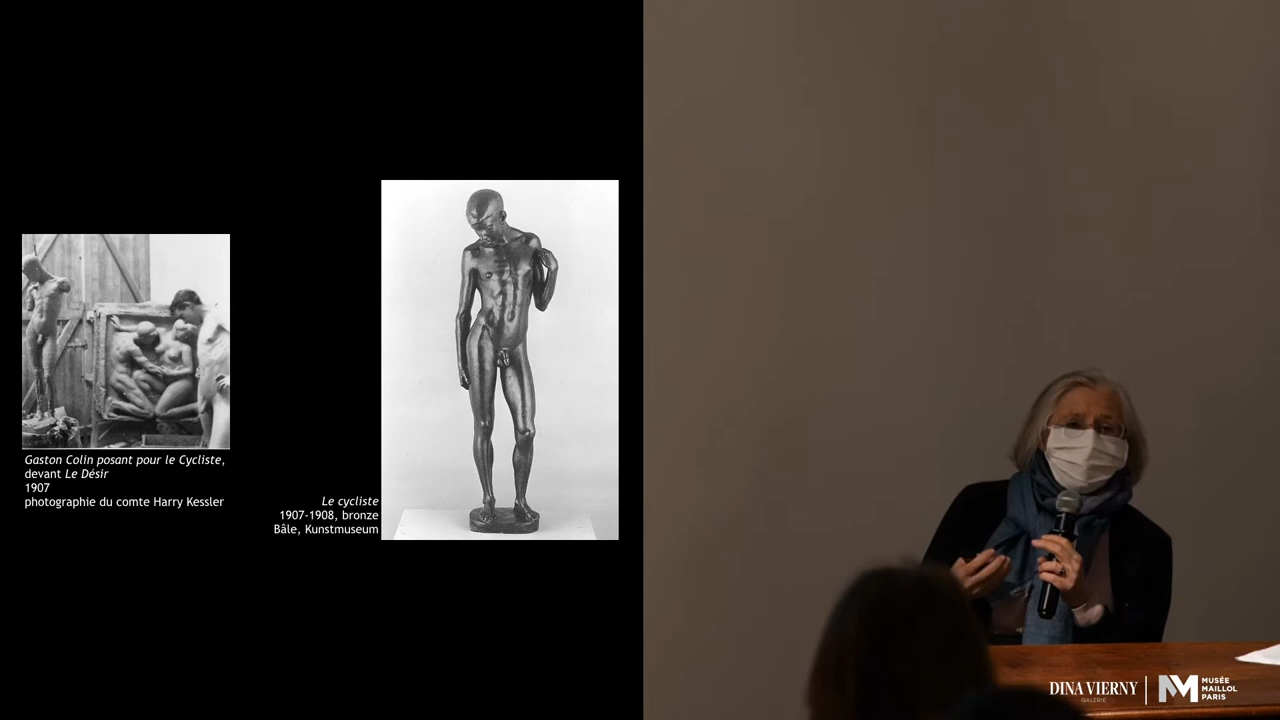 Gaston Colin posant pour le Cycliste,
devant Le Désir
1907
photographie du comte Harry Kessler
Le cycliste
1907-1908, bronze
Bâle, Kunstmuseum
DINA VIERNY
GALERIE
MUSÉE
MAILLOL
PARIS